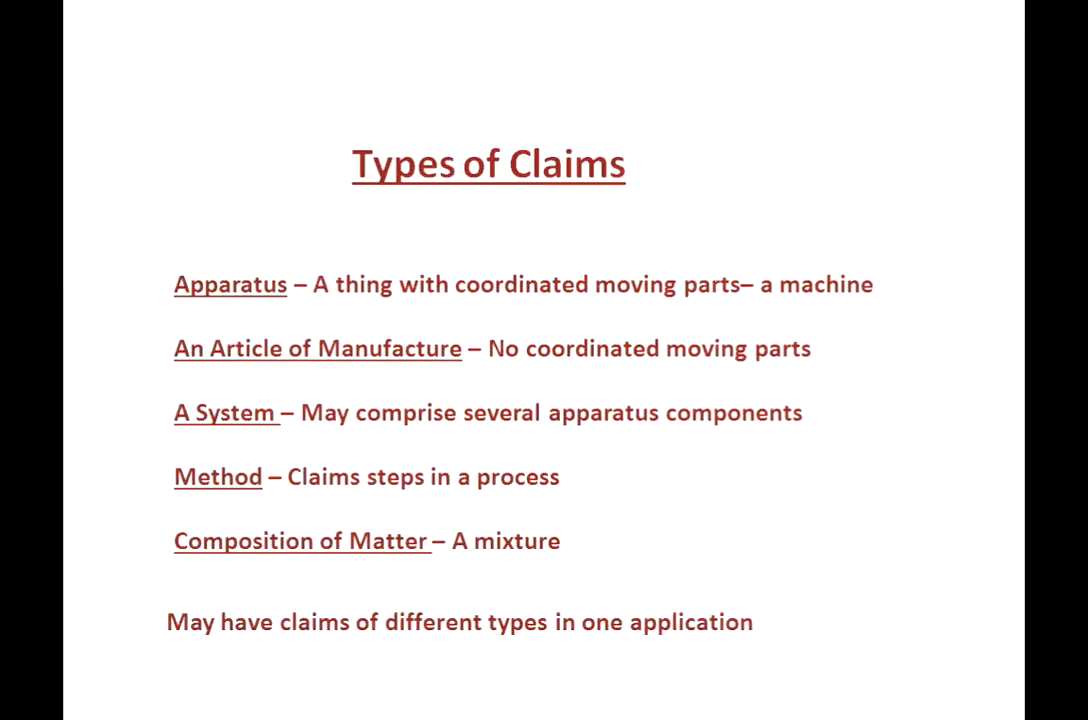 Types of Claims
Apparatus – A thing with coordinated moving parts– a machine
An Article of Manufacture – No coordinated moving parts
A System – May comprise several apparatus components
Method – Claims steps in a process
Composition of Matter – A mixture
May have claims of different types in one application